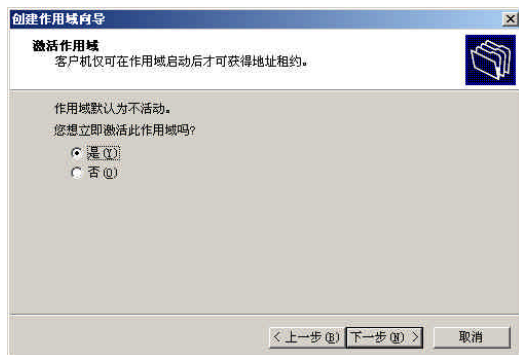 创建作用域向导
激活作用域
客户机仅可在作用域启动后才可获得地址租约。
作用域默认为不活动。
您想立即激活此作用域吗?
是(Y)
否(O)
< 上一步(B) 下一步(N) > 取消